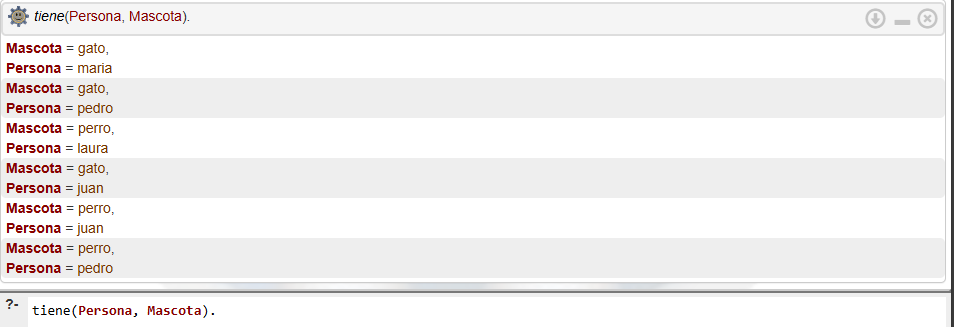 tiene(Persona, Mascota).
Mascota = gato,
Persona = maria
Mascota = gato,
Persona = pedro
Mascota = perro,
Persona = laura
Mascota = gato,
Persona = juan
Mascota = perro,
Persona = juan
Mascota = perro,
Persona = pedro
?- tiene(Persona, Mascota).